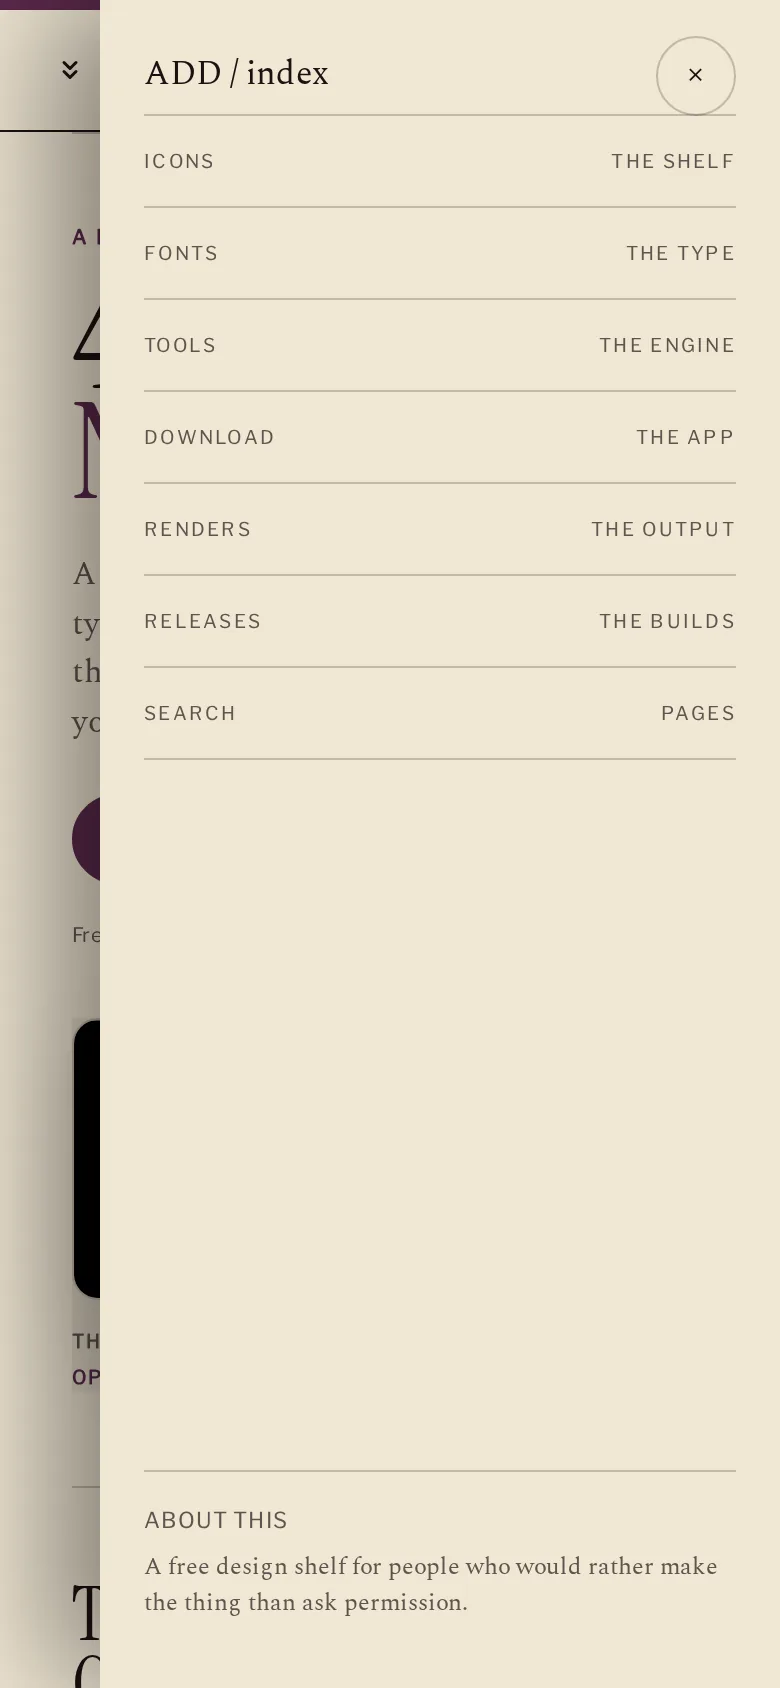 ADD / index
ICONS THE SHELF
FONTS THE TYPE
TOOLS THE ENGINE
DOWNLOAD THE APP
RENDERS THE OUTPUT
RELEASES THE BUILDS
SEARCH PAGES
ABOUT THIS
A free design shelf for people who would rather make
the thing than ask permission.